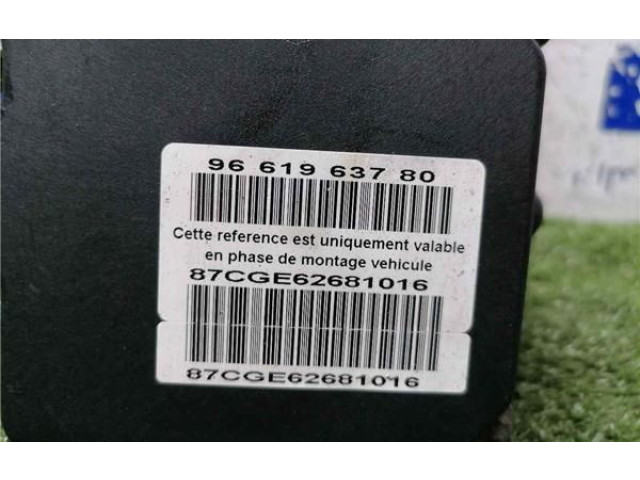 96 619 637 80
Cette reference est uniquement valable
en phase de montage vehicule
87CGE62681016
87CGE62681016